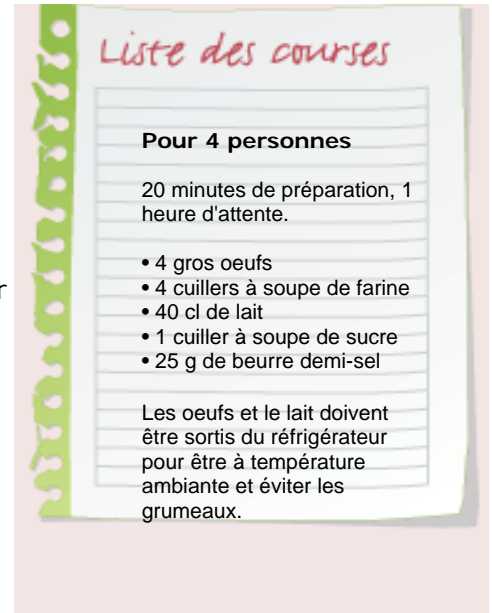 Liste des courses
Pour 4 personnes
20 minutes de préparation, 1
heure d'attente.
• 4 gros oeufs
• 4 cuillers à soupe de farine
• 40 cl de lait
• 1 cuiller à soupe de sucre
• 25 g de beurre demi-sel
Les oeufs et le lait doivent
être sortis du réfrigérateur
pour être à température
ambiante et éviter les
grumeaux.